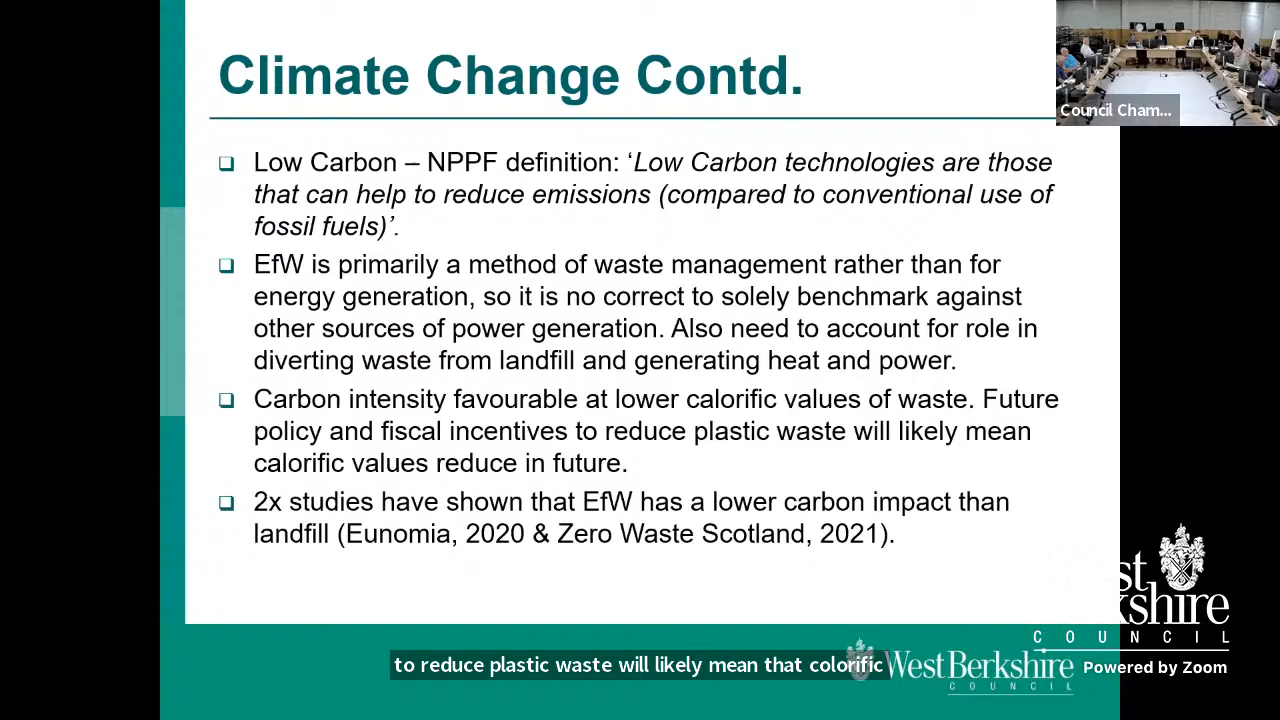 Climate Change Contd.
Council Cham...
Low Carbon – NPPF definition: ‘Low Carbon technologies are those
that can help to reduce emissions (compared to conventional use of
fossil fuels)’.
EfW is primarily a method of waste management rather than for
energy generation, so it is no correct to solely benchmark against
other sources of power generation. Also need to account for role in
diverting waste from landfill and generating heat and power.
Carbon intensity favourable at lower calorific values of waste. Future
policy and fiscal incentives to reduce plastic waste will likely mean
calorific values reduce in future.
2x studies have shown that EfW has a lower carbon impact than
landfill (Eunomia, 2020 & Zero Waste Scotland, 2021).
st
kshire
COUNCIL
to reduce plastic waste will likely mean that colorific
West Berkshire
COUNCIL
Powered by Zoom